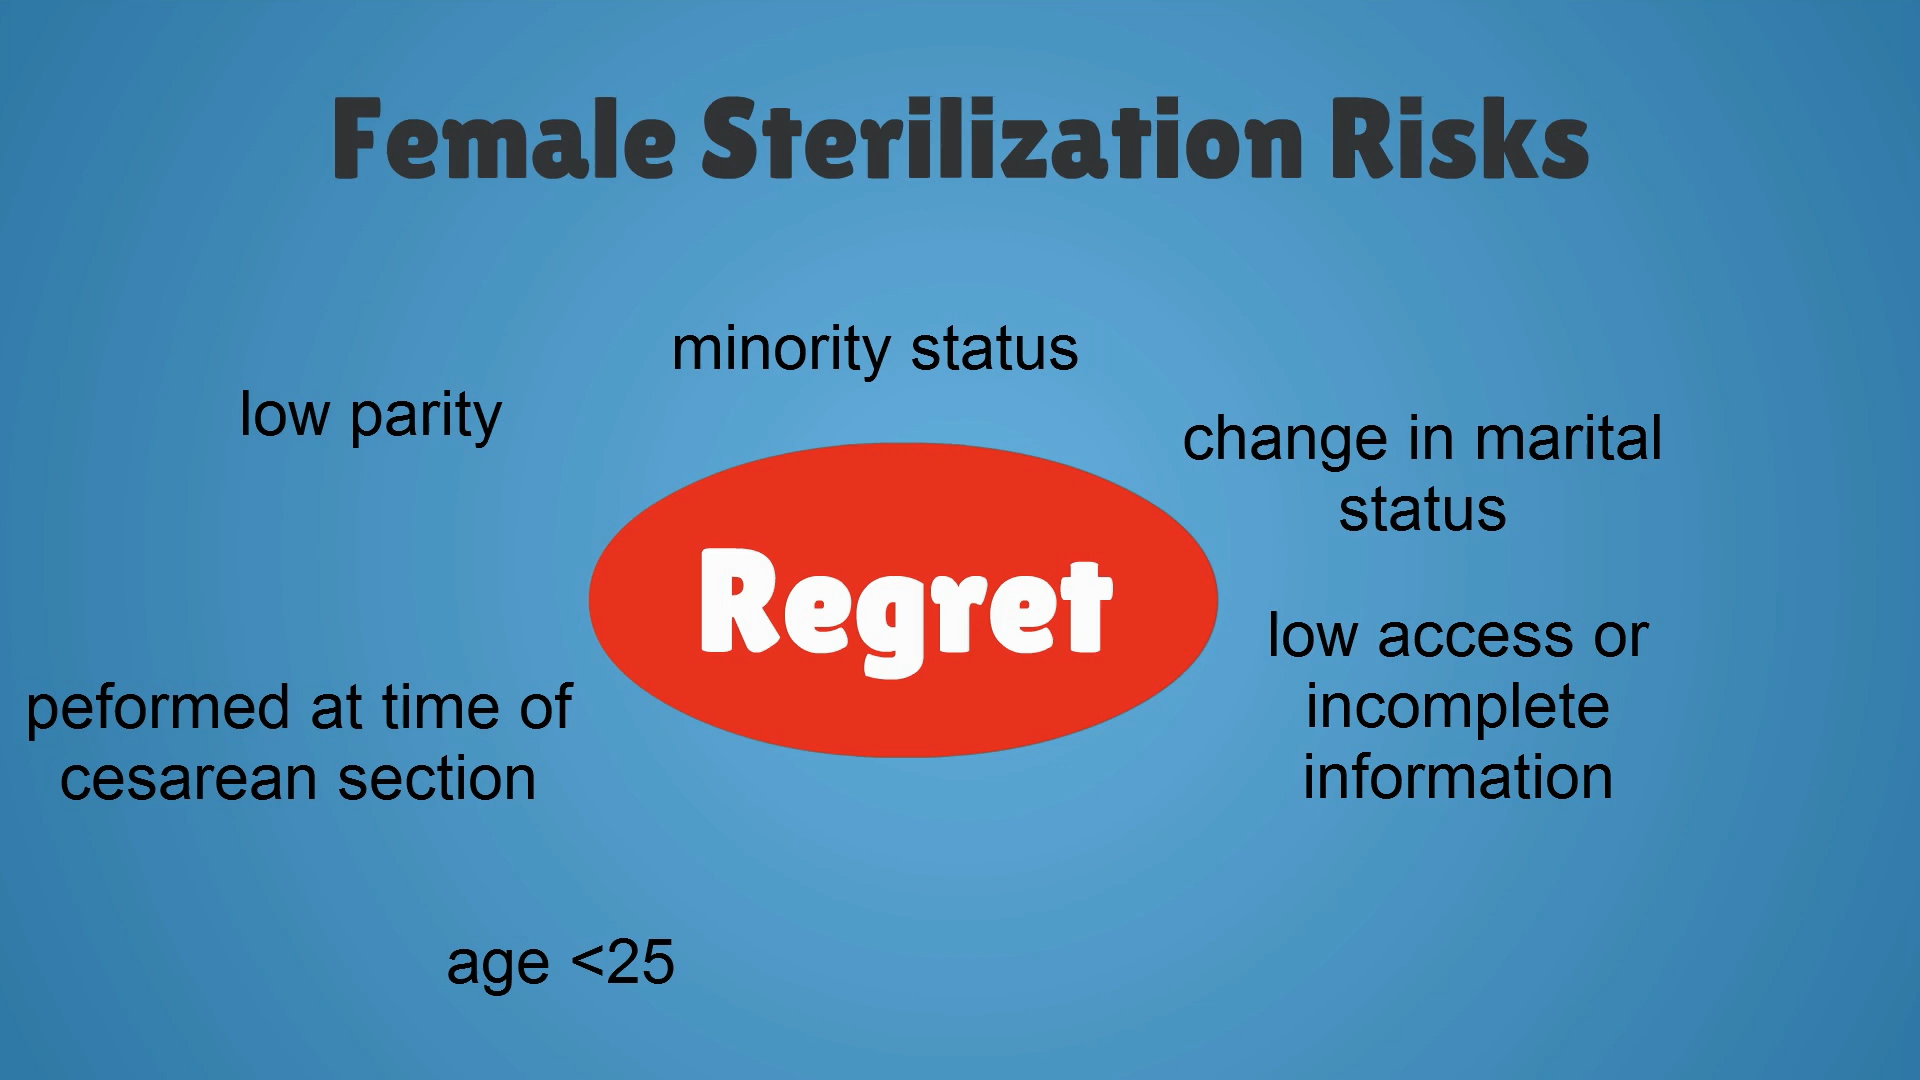 Female Sterilization Risks
minority status
low parity
change in marital
status
Regret
low access or
incomplete
information
peformed at time of
cesarean section
age <25